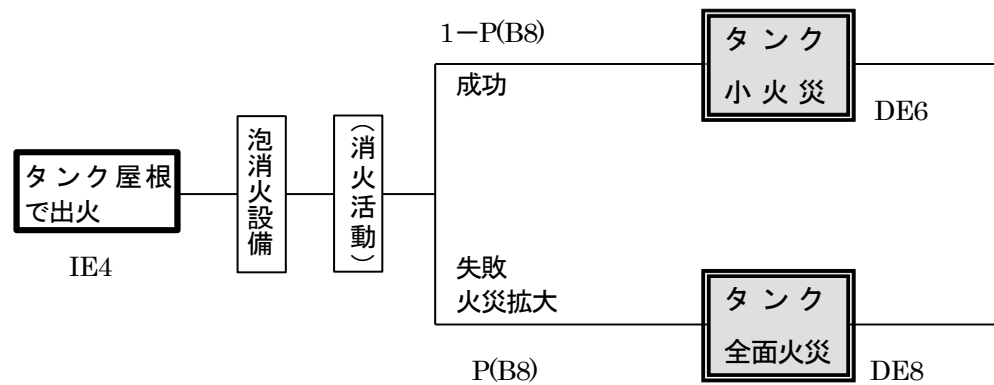 1－P(B8)
タンク
小火災
成功
DE6
泡消火設備
（消火活動）
タンク屋根
で出火
IE4
失敗
火災拡大
タンク
全面火災
P(B8)
DE8